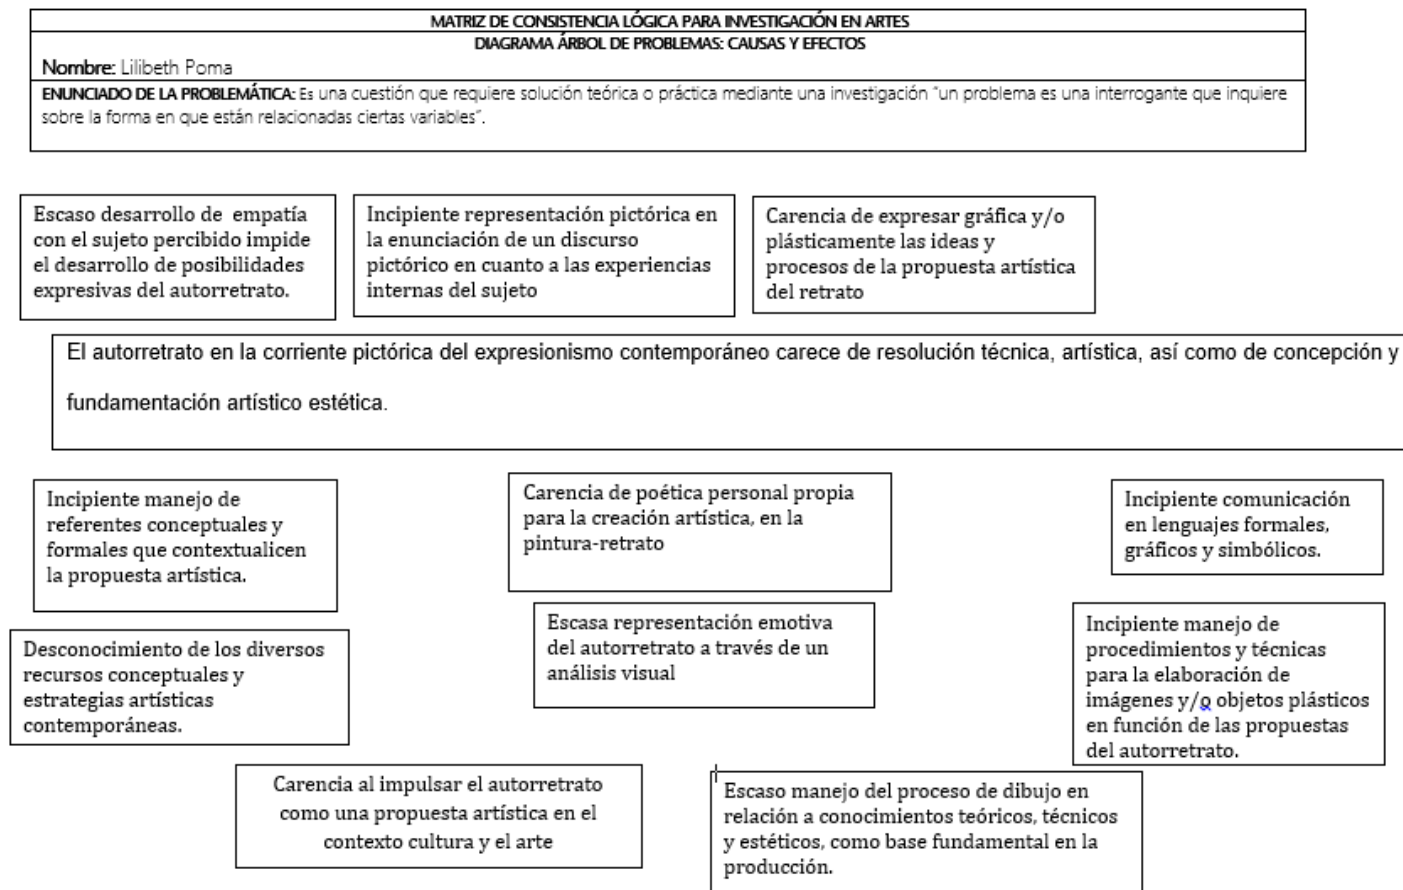 MATRIZ DE CONSISTENCIA LÓGICA PARA INVESTIGACIÓN EN ARTES
DIAGRAMA ÁRBOL DE PROBLEMAS: CAUSAS Y EFECTOS
Nombre: Lilibeth Poma
ENUNCIADO DE LA PROBLEMÁTICA: Es una cuestión que requiere solución teórica o práctica mediante una investigación “un problema es una interrogante que inquiere
sobre la forma en que están relacionadas ciertas variables”.
Escaso desarrollo de empatía
con el sujeto percibido impide
el desarrollo de posibilidades
expresivas del autorretrato.
Incipiente representación pictórica en
la enunciación de un discurso
pictórico en cuanto a las experiencias
internas del sujeto
Carencia de expresar gráfica y/o
plásticamente las ideas y
procesos de la propuesta artística
del retrato
El autorretrato en la corriente pictórica del expresionismo contemporáneo carece de resolución técnica, artística, así como de concepción y
fundamentación artístico estética.
Incipiente manejo de
referentes conceptuales y
formales que contextualicen
la propuesta artística.
Carencia de poética personal propia
para la creación artística, en la
pintura-retrato
Incipiente comunicación
en lenguajes formales,
gráficos y simbólicos.
Desconocimiento de los diversos
recursos conceptuales y
estrategias artísticas
contemporáneas.
Escasa representación emotiva
del autorretrato a través de un
análisis visual
Incipiente manejo de
procedimientos y técnicas
para la elaboración de
imágenes y/o objetos plásticos
en función de las propuestas
del autorretrato.
Carencia al impulsar el autorretrato
como una propuesta artística en el
contexto cultura y el arte
Escaso manejo del proceso de dibujo en
relación a conocimientos teóricos, técnicos
y estéticos, como base fundamental en la
producción.